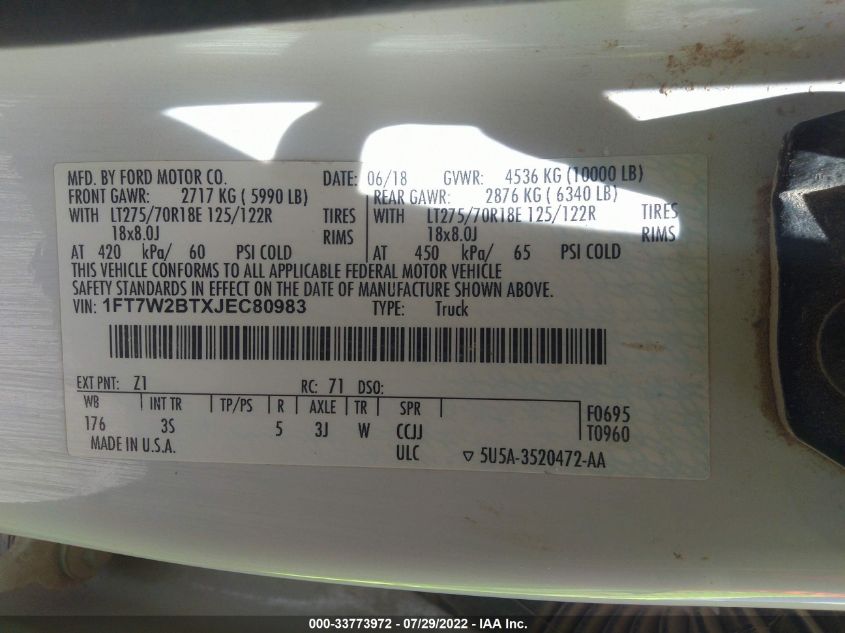 MFD. BY FORD MOTOR CO. DATE: 06/18 GVWR: 4536 KG (10000 LB)
FRONT GAWR: 2717 KG ( 5990 LB) REAR GAWR: 2876 KG ( 6340 LB)
WITH LT275/70R18E 125/122R TIRES WITH LT275/70R18E 125/122R TIRES
18x8.0J RIMS 18x8.0J RIMS
AT 420 kPa/ 60 PSI COLD AT 450 kPa/ 65 PSI COLD
THIS VEHICLE CONFORMS TO ALL APPLICABLE FEDERAL MOTOR VEHICLE
SAFETY STANDARDS IN EFFECT ON THE DATE OF MANUFACTURE SHOWN ABOVE.
VIN: 1FT7W2BTXJEC80983 TYPE: Truck
EXT PNT: Z1 RC: 71 DSO:
WB INT TR TP/PS R AXLE TR SPR F0695
176 3S 5 3J W CCJJ T0960
MADE IN U.S.A. ULC ▽ 5U5A-3520472-AA
000-33773972 - 07/29/2022 - IAA Inc.